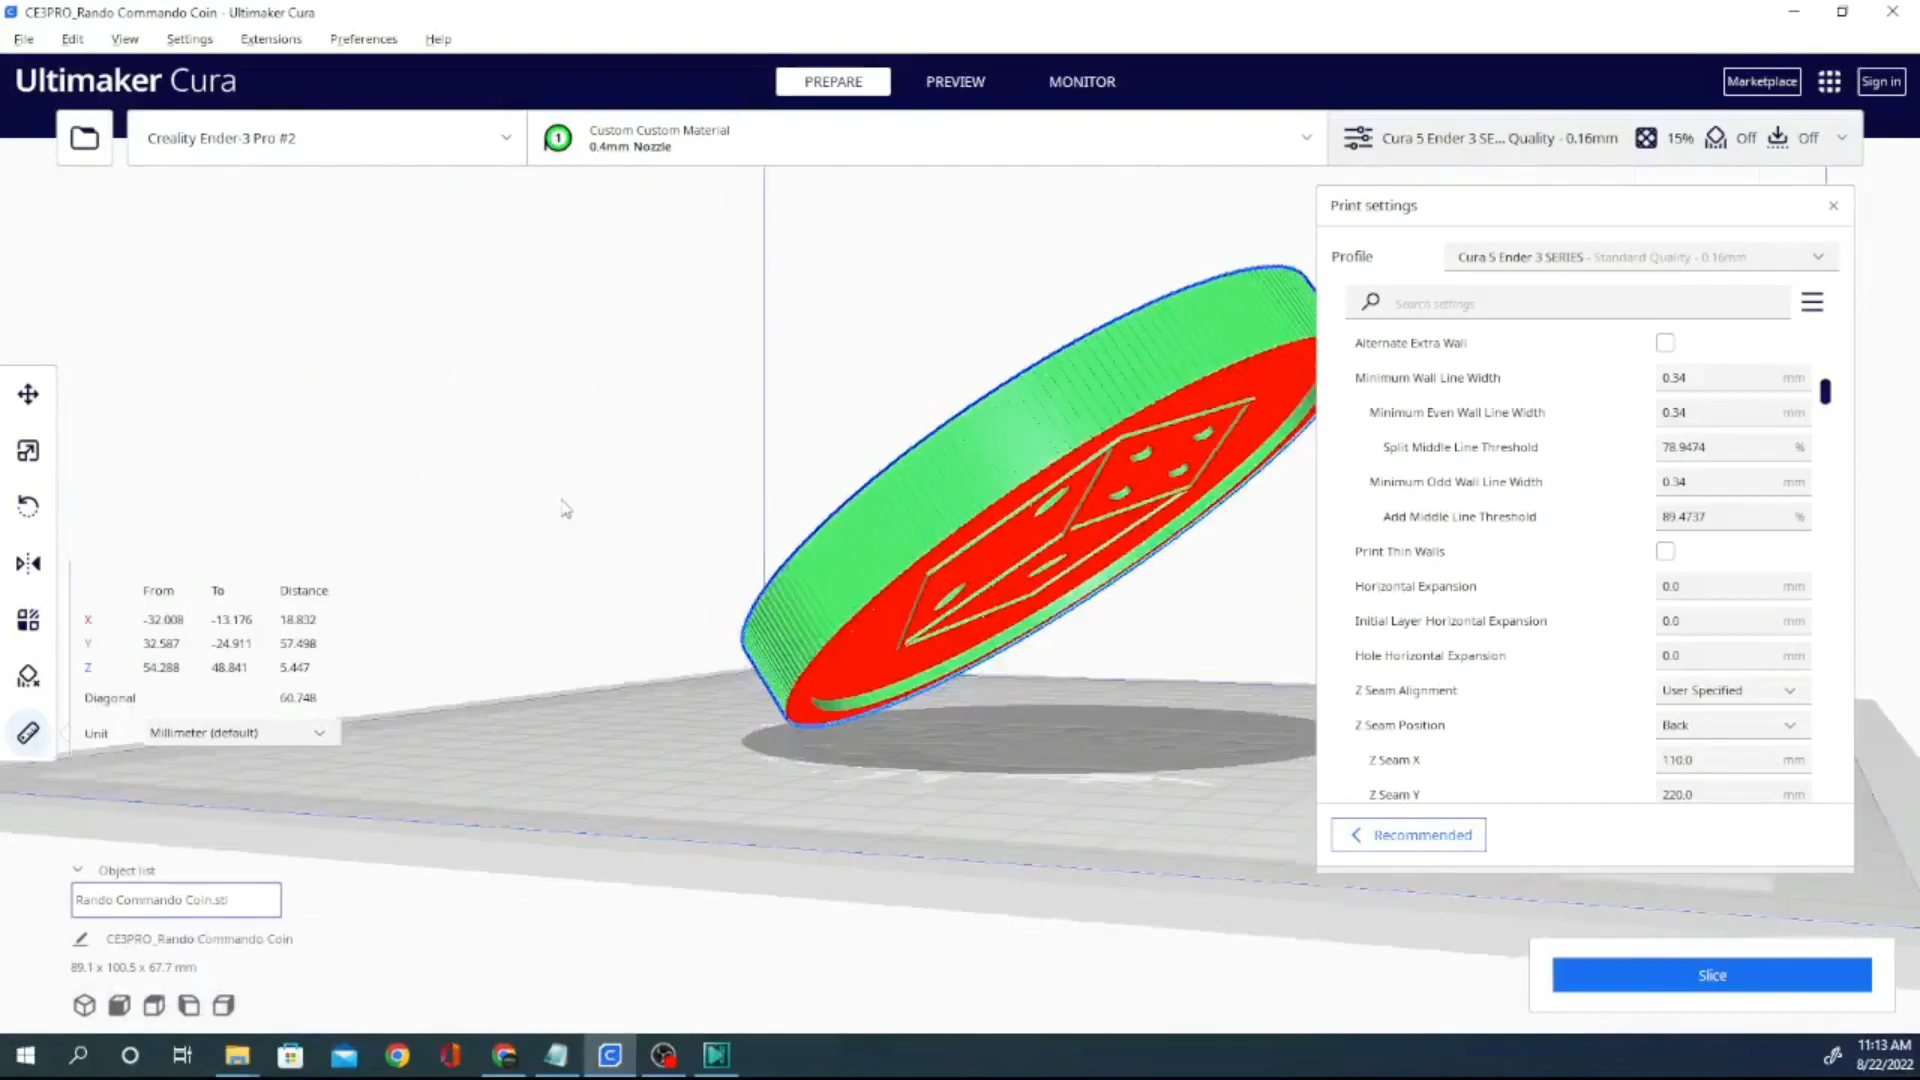 CE3PRO_Rando Commando Coin - Ultimaker Cura
File Edit View Settings Extensions Preferences Help
Ultimaker Cura
PREPARE PREVIEW MONITOR
Marketplace
Sign in
Creality Ender-3 Pro #2
1
Custom Custom Material
0.4mm Nozzle
Cura 5 Ender 3 SE... Quality - 0.16mm
15%
Off
Off
Print settings
Profile
Cura 5 Ender 3 SERIES - Standard Quality - 0.16mm
Search settings
Alternate Extra Wall
Minimum Wall Line Width 0.34 mm
Minimum Even Wall Line Width 0.34 mm
Split Middle Line Threshold 78.9474 %
Minimum Odd Wall Line Width 0.34 mm
Add Middle Line Threshold 89.4737 %
Print Thin Walls
Horizontal Expansion 0.0 mm
Initial Layer Horizontal Expansion 0.0 mm
Hole Horizontal Expansion 0.0 mm
Z Seam Alignment User Specified
Z Seam Position Back
Z Seam X 110.0 mm
Z Seam Y 220.0 mm
Recommended
From To Distance
X -32.008 -13.176 18.832
Y 32.587 -24.911 57.498
Z 54.288 48.841 5.447
Diagonal 60.748
Unit Millimeter (default)
Object list
Rando Commando Coin.stl
CE3PRO_Rando Commando Coin
89.1 x 100.5 x 67.7 mm
Slice
11:13 AM
8/22/2022